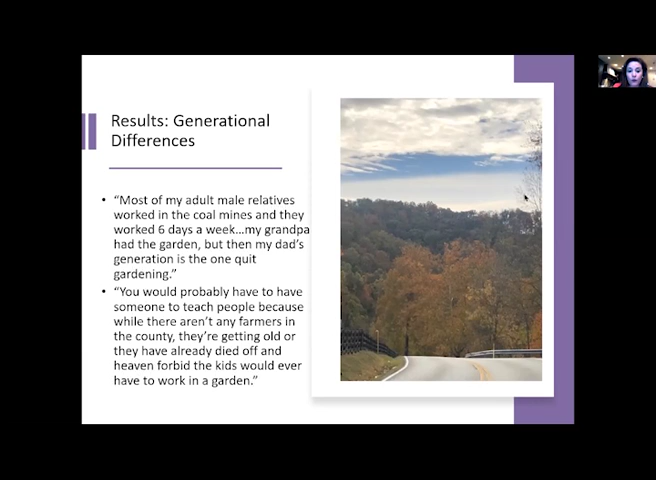 Results: Generational
Differences
• “Most of my adult male relatives
worked in the coal mines and they
worked 6 days a week…my grandpa
had the garden, but then my dad’s
generation is the one quit
gardening.”
• “You would probably have to have
someone to teach people because
while there aren’t any farmers in
the county, they’re getting old or
they have already died off and
heaven forbid the kids would ever
have to work in a garden.”